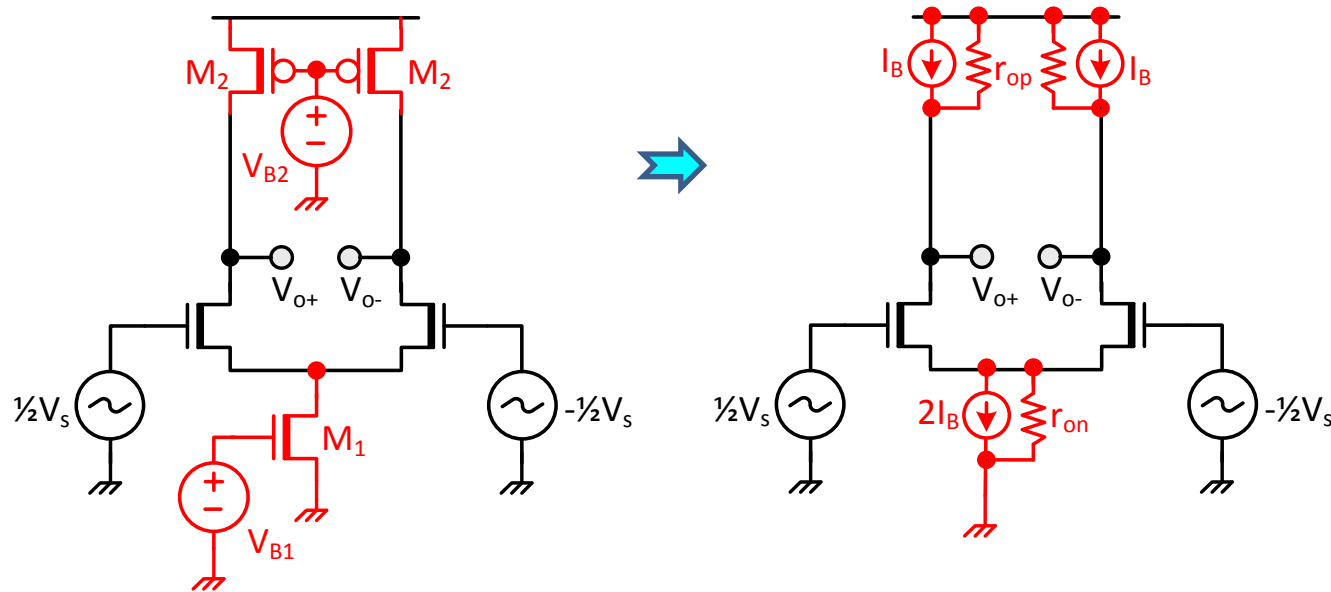 M₂
M₂
+
−
V_B2
V_o+
V_o-
½V_s
-½V_s
M₁
+
−
V_B1
I_B
r_op
I_B
V_o+
V_o-
½V_s
-½V_s
2I_B
r_on